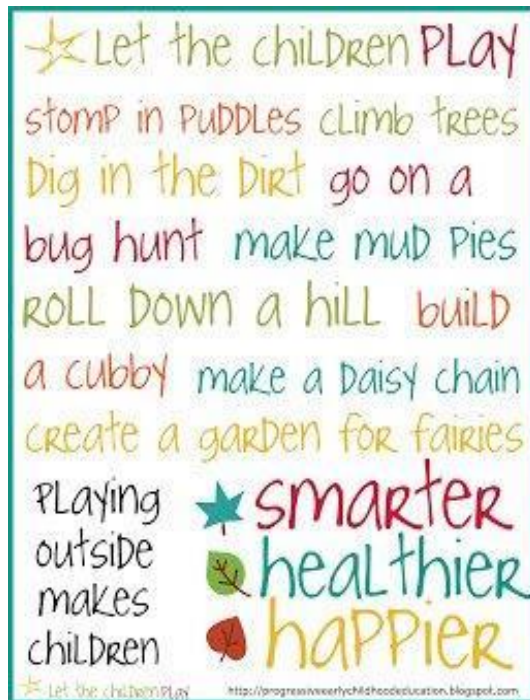 Let the children PLAY
stomp in puddles climb trees
Dig in the Dirt go on a
bug hunt make mud pies
Roll Down a hill build
a cubby make a Daisy chain
create a garden for fairies
Playing
outside
makes
children
smarter
healthier
happier
Let the children PLAY
http://progressiveearlychildhoodeducation.blogspot.com